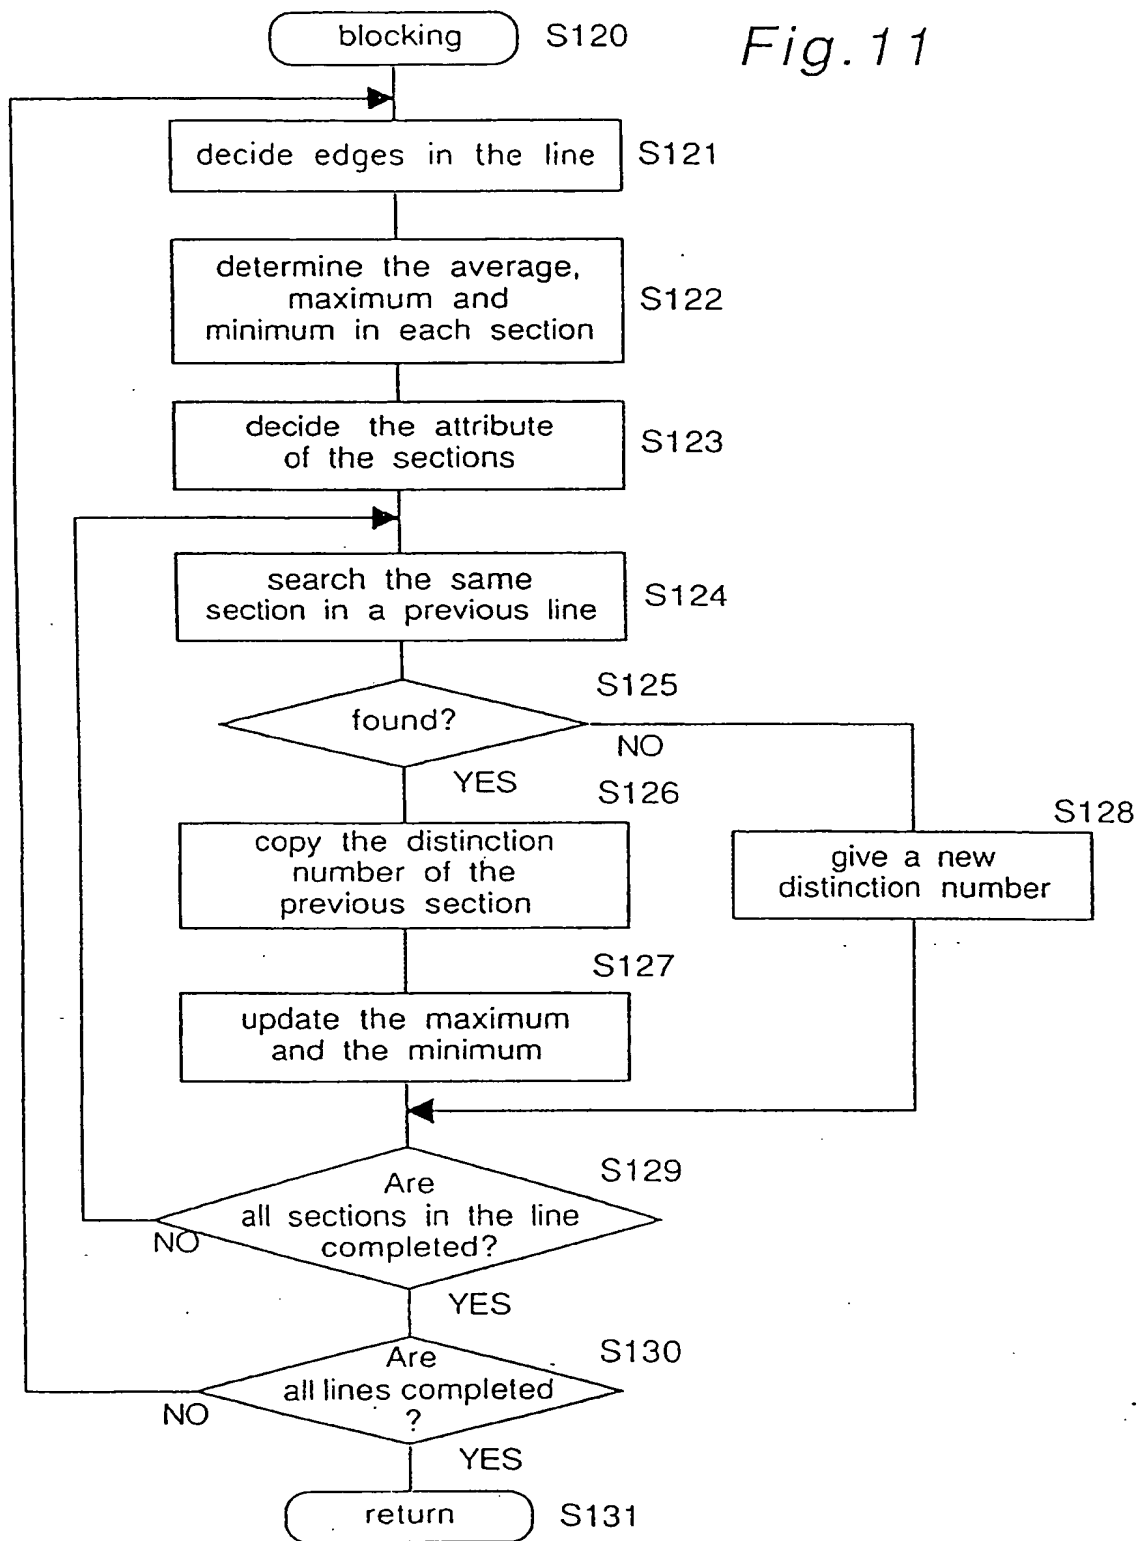 blocking
S120
Fig.11
decide edges in the line
S121
determine the average,
maximum and
minimum in each section
S122
decide the attribute
of the sections
S123
search the same
section in a previous line
S124
S125
found?
NO
YES
S126
S128
copy the distinction
number of the
previous section
give a new
distinction number
S127
update the maximum
and the minimum
S129
Are
all sections in the line
completed?
NO
YES
S130
Are
all lines completed
?
NO
YES
return
S131